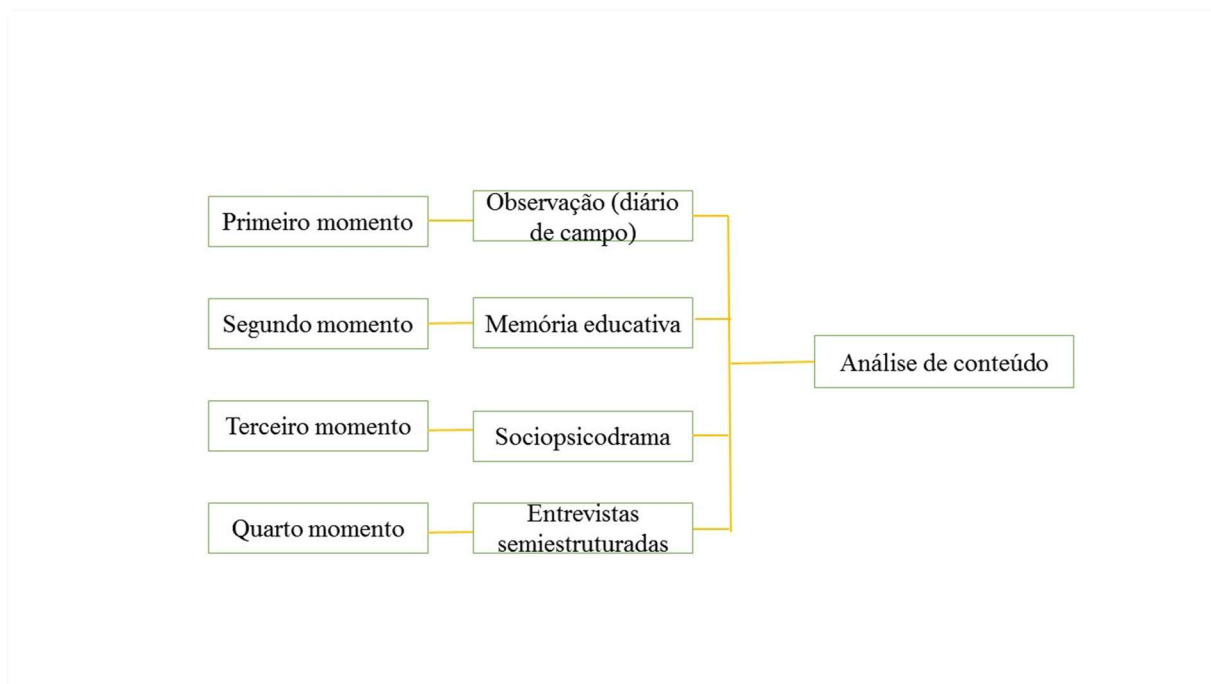 Primeiro momento
Observação (diário
de campo)
Segundo momento
Memória educativa
Análise de conteúdo
Terceiro momento
Sociopsicodrama
Quarto momento
Entrevistas
semiestruturadas